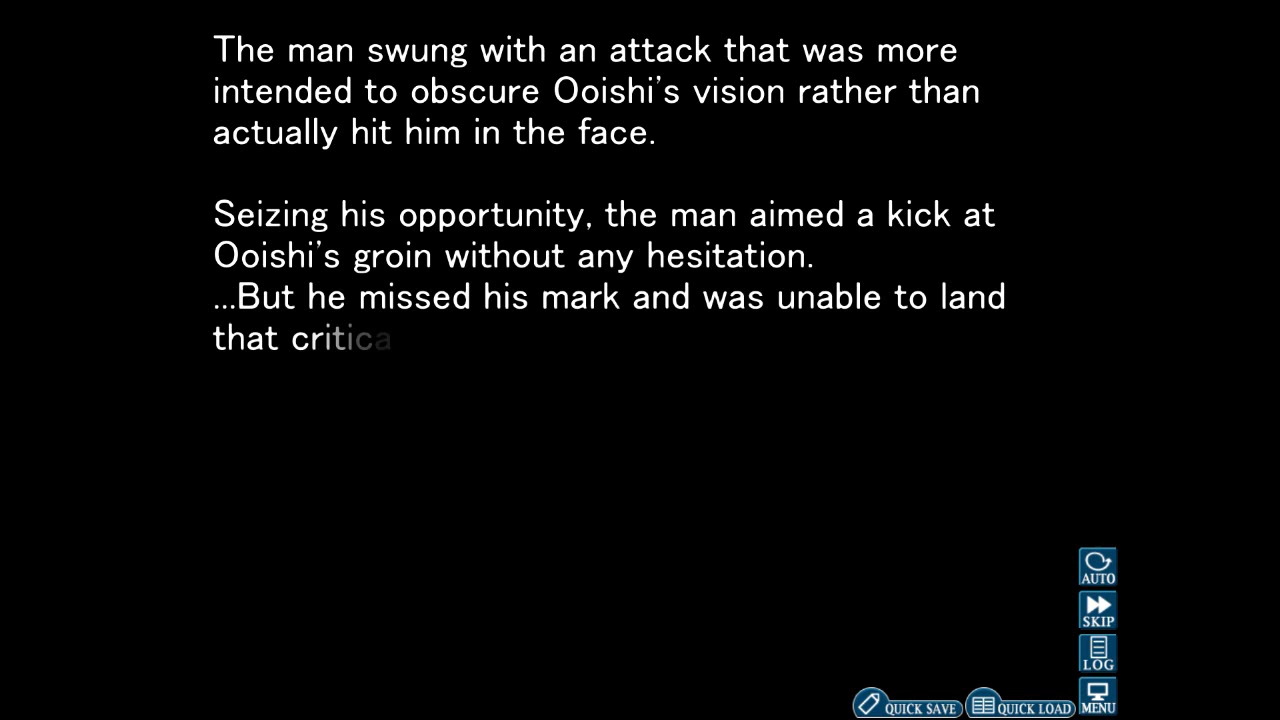 The man swung with an attack that was more
intended to obscure Ooishi's vision rather than
actually hit him in the face.
Seizing his opportunity, the man aimed a kick at
Ooishi's groin without any hesitation.
...But he missed his mark and was unable to land
that critica
AUTO
SKIP
LOG
QUICK SAVE
QUICK LOAD
MENU